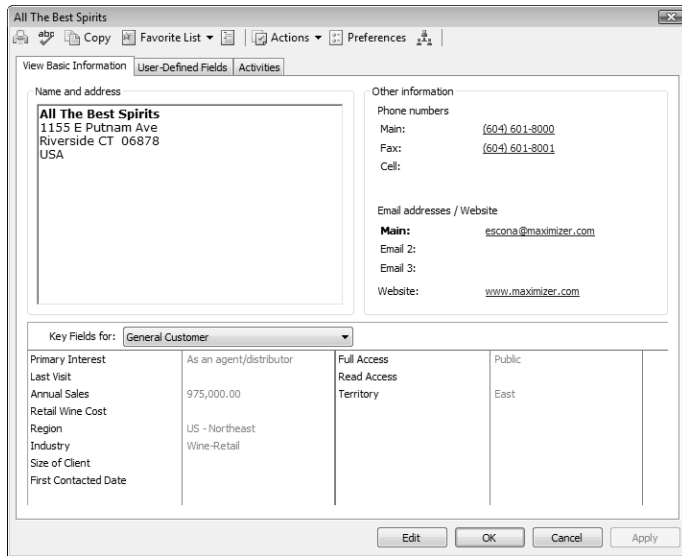 All The Best Spirits
abc Copy Favorite List Actions Preferences
View Basic Information User-Defined Fields Activities
Name and address
All The Best Spirits
1155 E Putnam Ave
Riverside CT 06878
USA
Other information
Phone numbers
Main: (604) 601-8000
Fax: (604) 601-8001
Cell:
Email addresses / Website
Main: escona@maximizer.com
Email 2:
Email 3:
Website: www.maximizer.com
Key Fields for: General Customer
Primary Interest As an agent/distributor Full Access Public
Last Visit Read Access
Annual Sales 975,000.00 Territory East
Retail Wine Cost
Region US - Northeast
Industry Wine-Retail
Size of Client
First Contacted Date
Edit OK Cancel Apply